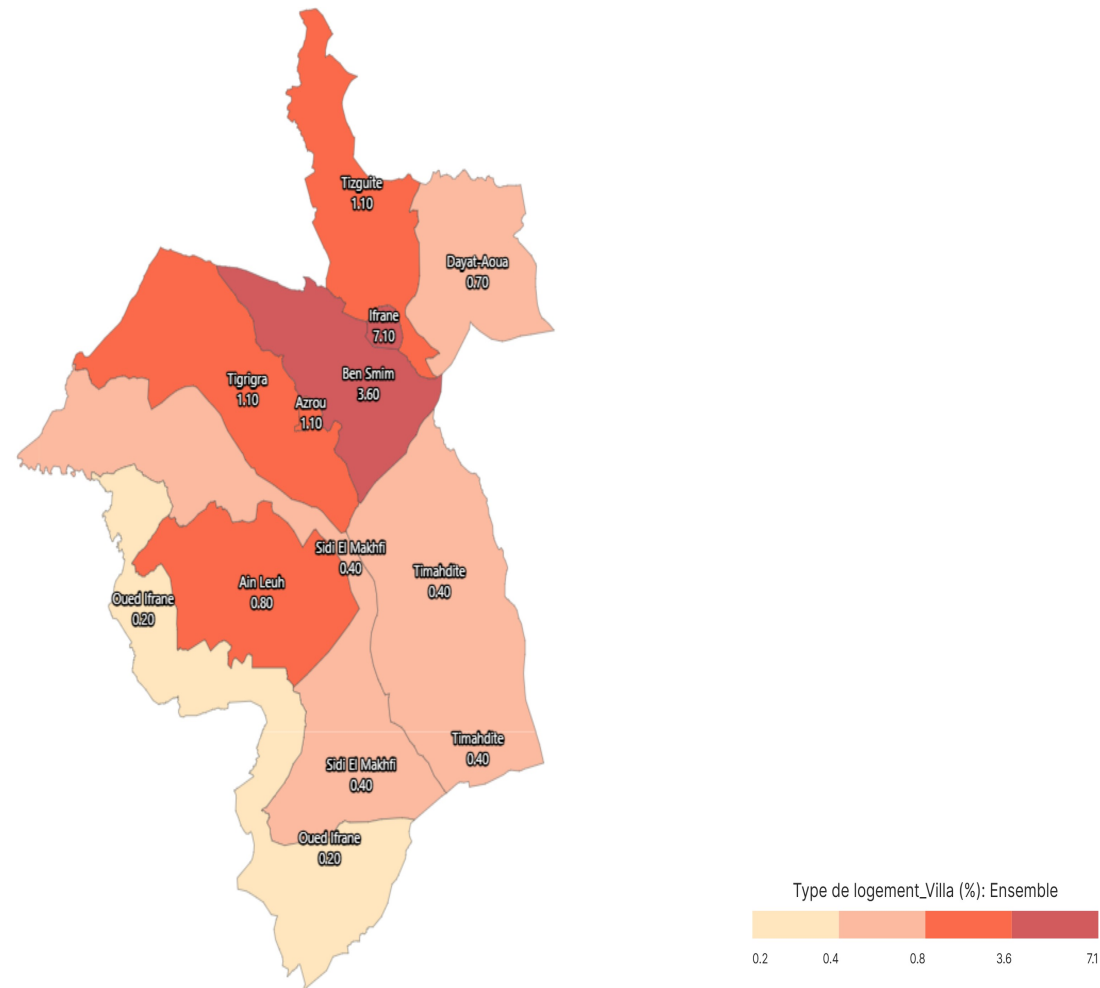 Tizguite
1.10
Dayat-Aoua
0.70
Ifrane
7.10
Ben Smim
3.60
Tigrigra
1.10
Azrou
1.10
Sidi El Makhfi
0.40
Timahdite
0.40
Ain Leuh
0.80
Oued Ifrane
0.20
Timahdite
0.40
Sidi El Makhfi
0.40
Oued Ifrane
0.20
Type de logement_Villa (%): Ensemble
0.2 0.4 0.8 3.6 7.1